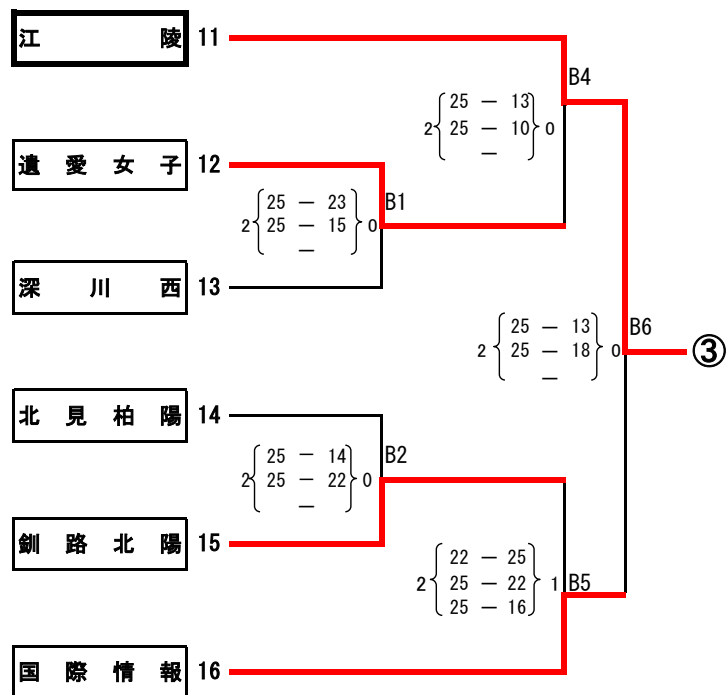 江陵 11
B4
2 25 － 13 0
25 － 10
－
遺愛女子 12
B1
2 25 － 23 0
25 － 15
－
深川西 13
B6
2 25 － 13 0
25 － 18
－
③
北見柏陽 14
B2
2 25 － 14 0
25 － 22
－
釧路北陽 15
B5
2 22 － 25 1
25 － 22
25 － 16
国際情報 16